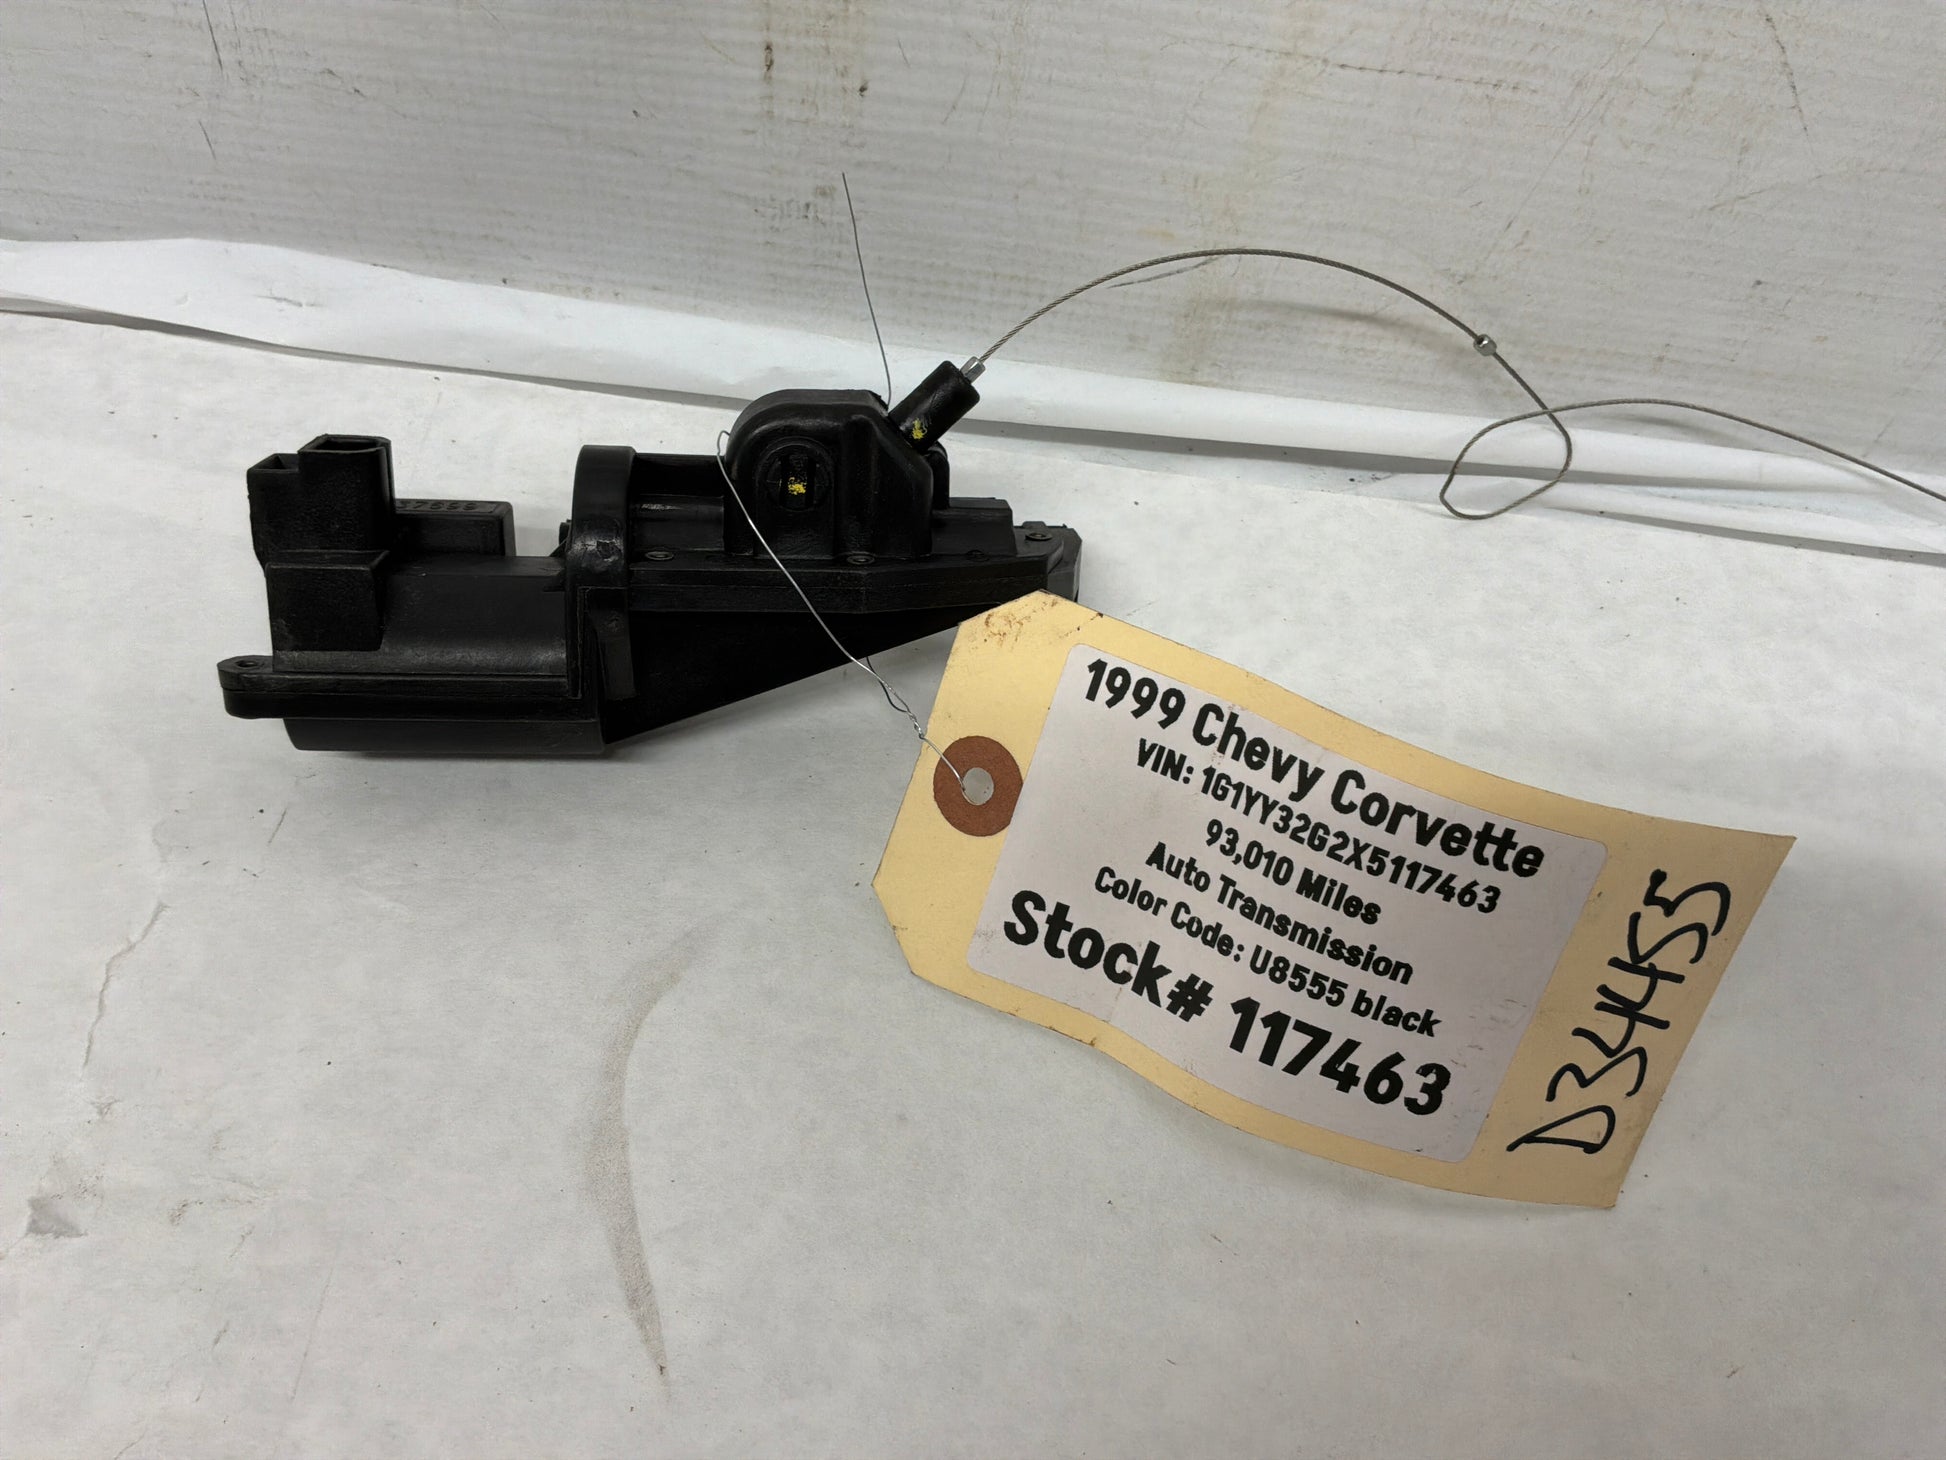 1999 Chevy Corvette
VIN: 1G1YY32G2X5117463
93,010 Miles
Auto Transmission
Color Code: U8555 black
Stock# 117463
D34455